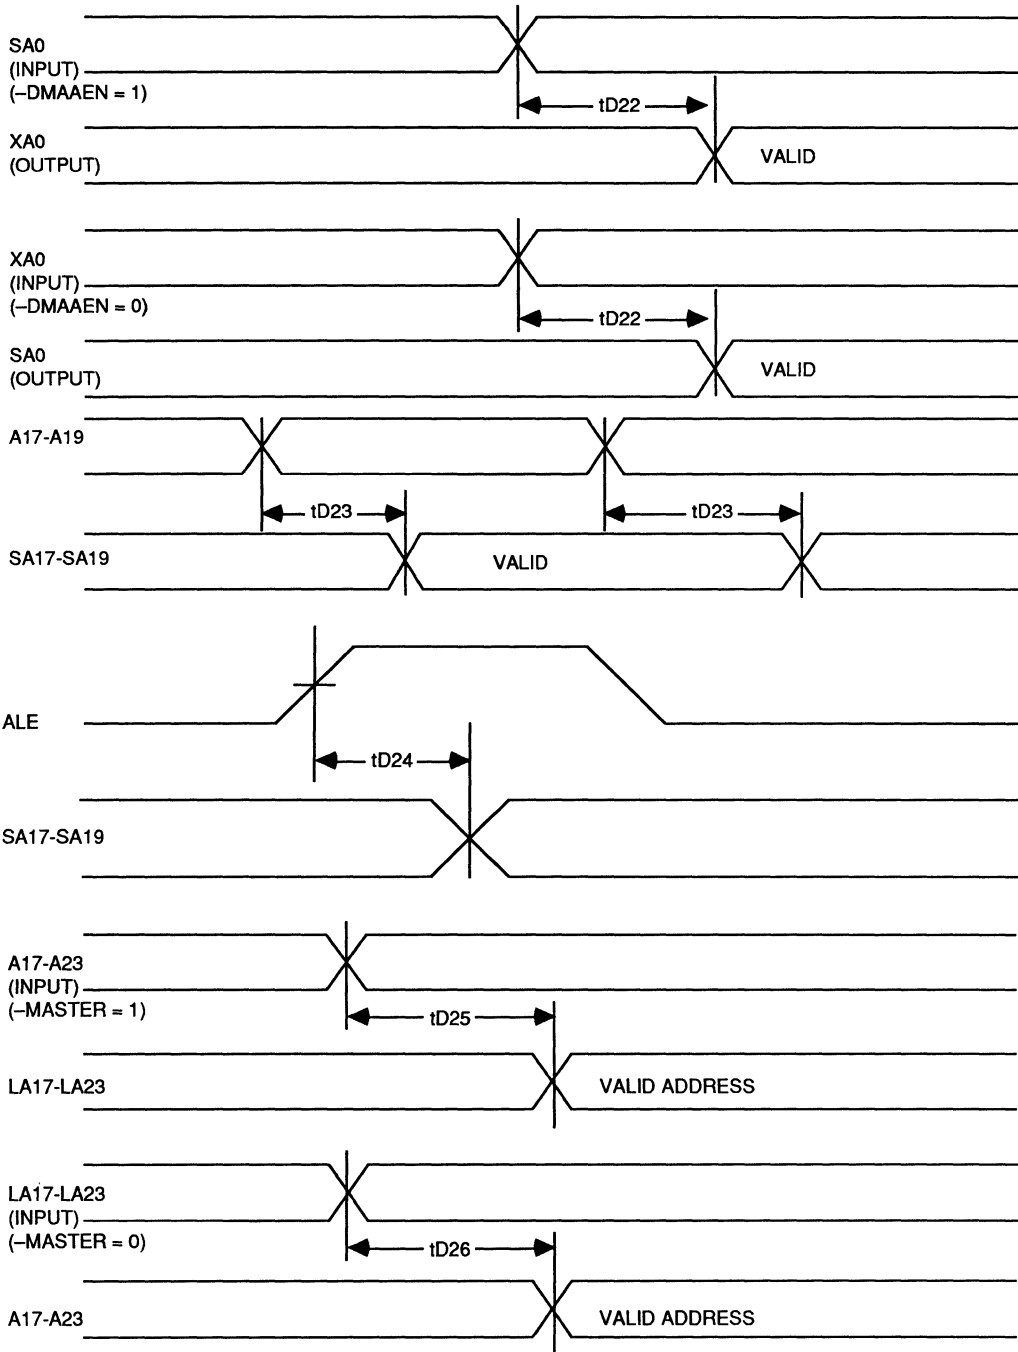 SA0
(INPUT)
(–DMAAEN = 1)
tD22
XA0
(OUTPUT)
VALID
XA0
(INPUT)
(–DMAAEN = 0)
tD22
SA0
(OUTPUT)
VALID
A17-A19
tD23
tD23
SA17-SA19
VALID
ALE
tD24
SA17-SA19
A17-A23
(INPUT)
(–MASTER = 1)
tD25
LA17-LA23
VALID ADDRESS
LA17-LA23
(INPUT)
(–MASTER = 0)
tD26
A17-A23
VALID ADDRESS